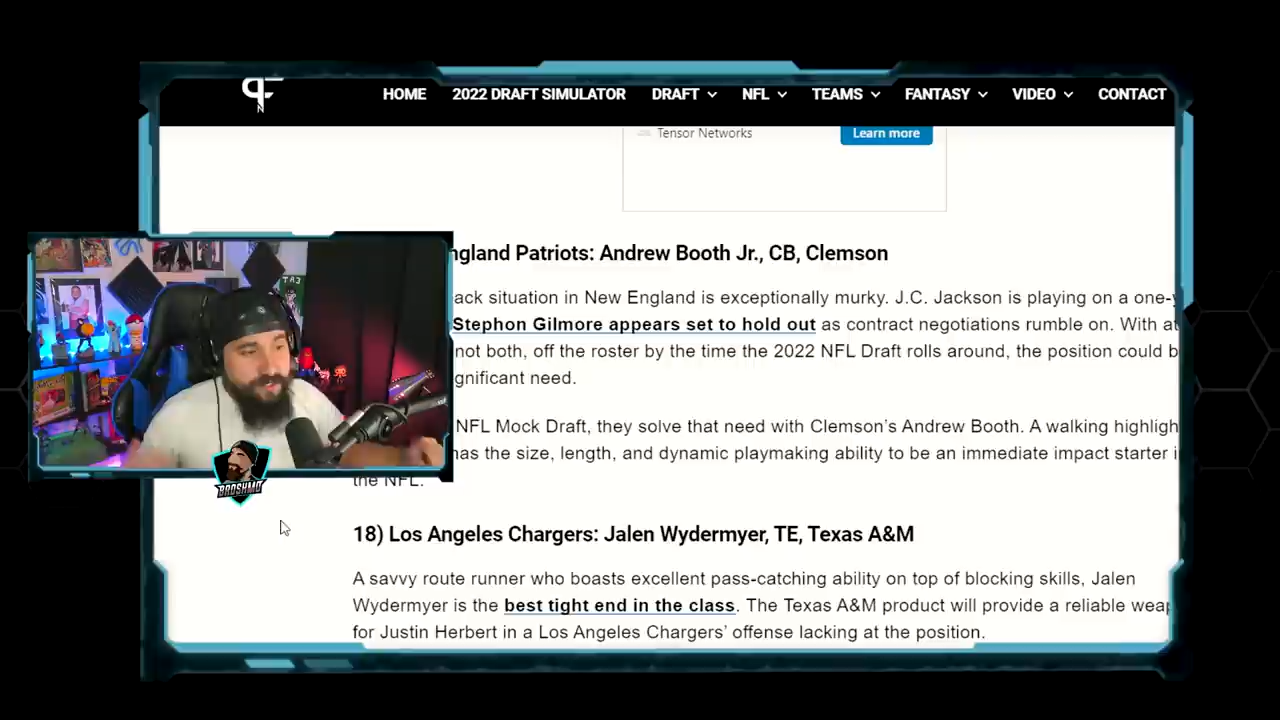 HOME 2022 DRAFT SIMULATOR DRAFT NFL TEAMS FANTASY VIDEO CONTACT
Tensor Networks Learn more
ngland Patriots: Andrew Booth Jr., CB, Clemson
ack situation in New England is exceptionally murky. J.C. Jackson is playing on a one-y
Stephon Gilmore appears set to hold out as contract negotiations rumble on. With at
not both, off the roster by the time the 2022 NFL Draft rolls around, the position could b
gnificant need.
NFL Mock Draft, they solve that need with Clemson's Andrew Booth. A walking highligh
has the size, length, and dynamic playmaking ability to be an immediate impact starter i
the NFL.
BROSHMO
18) Los Angeles Chargers: Jalen Wydermyer, TE, Texas A&M
A savvy route runner who boasts excellent pass-catching ability on top of blocking skills, Jalen
Wydermyer is the best tight end in the class. The Texas A&M product will provide a reliable weap
for Justin Herbert in a Los Angeles Chargers' offense lacking at the position.